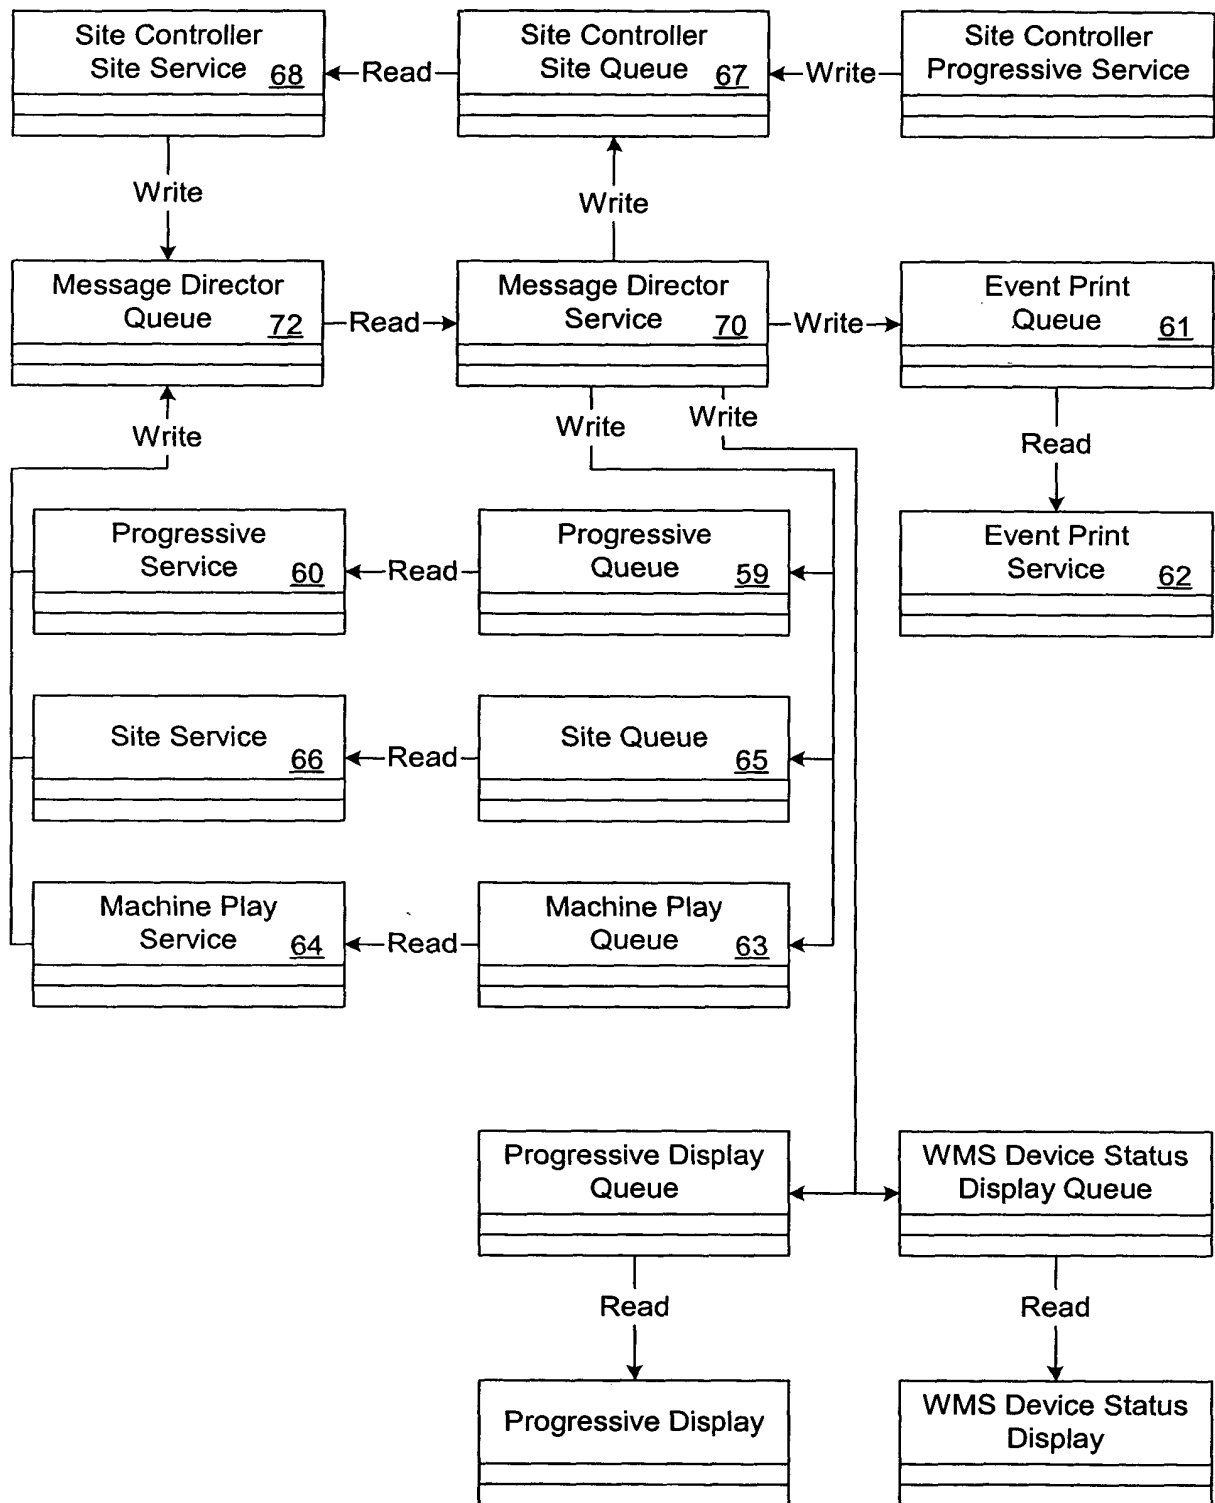 Site Controller
Site Service
68
Read
Site Controller
Site Queue
67
Write
Site Controller
Progressive Service
Write
Write
Message Director
Queue
72
Read
Message Director
Service
70
Write
Event Print
Queue
61
Write
Write
Write
Read
Progressive
Service
60
Read
Progressive
Queue
59
Event Print
Service
62
Site Service
66
Read
Site Queue
65
Machine Play
Service
64
Read
Machine Play
Queue
63
Progressive Display
Queue
WMS Device Status
Display Queue
Read
Read
Progressive Display
WMS Device Status
Display